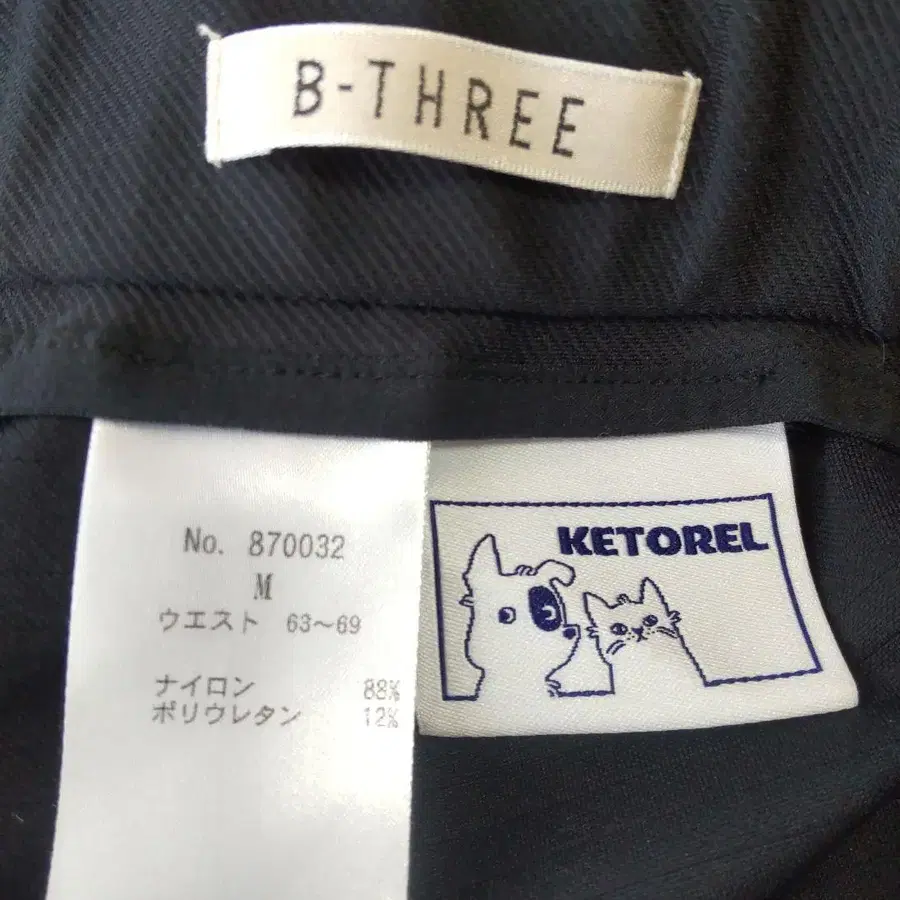 B-THREE
No. 870032
M
ウエスト 63～69
ナイロン 88%
ポリウレタン 12%
KETOREL